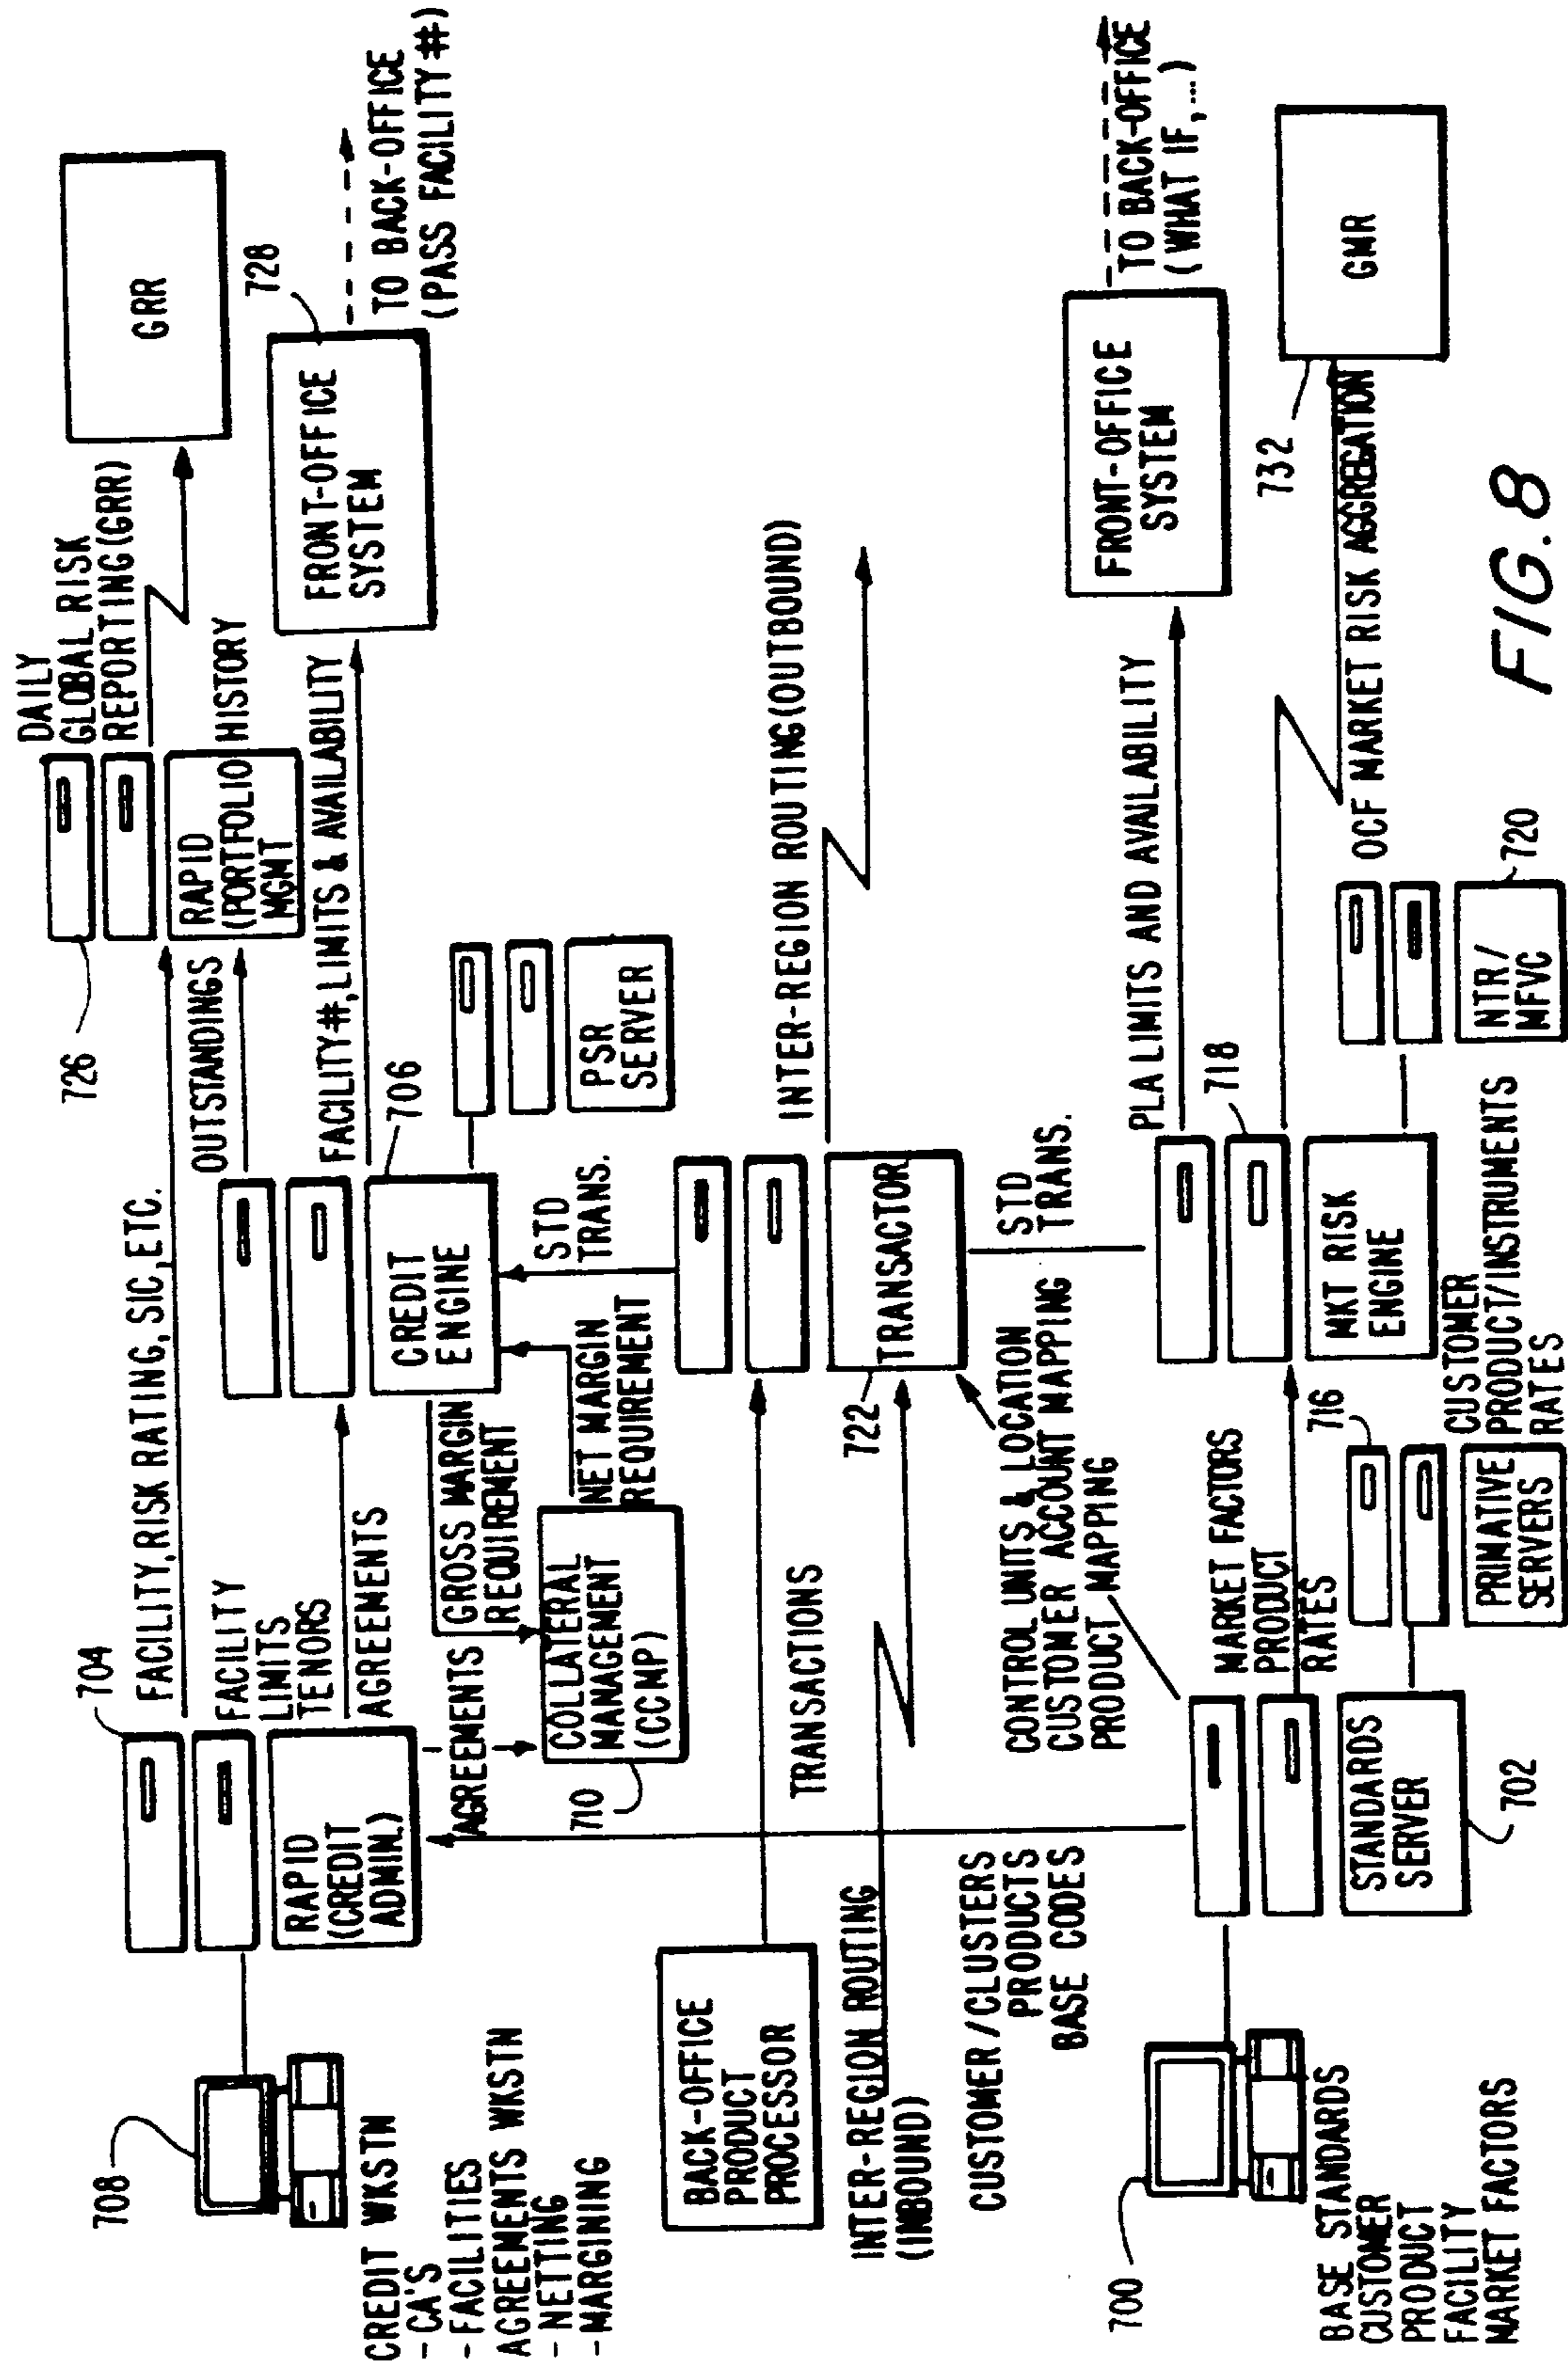 708
CREDIT WKSTN
- CA'S
- FACILITIES
AGREEMENTS WKSTN
- NETTING
- MARGINING
704
RAPID
(CREDIT
ADMIN.)
FACILITY, RISK RATING, SIC, ETC.
FACILITY
LIMITS
TENORS
AGREEMENTS
AGREEMENTS
GROSS MARGIN
REQUIREMENT
COLLATERAL
MANAGEMENT
(CCMP)
710
NET MARGIN
REQUIREMENT
CREDIT
ENGINE
706
OUTSTANDINGS
726
RAPID
(PORTFOLIO
MGMT
HISTORY
DAILY
GLOBAL RISK
REPORTING (GRR)
GRR
FACILITY#, LIMITS & AVAILABILITY
728
FRONT-OFFICE
SYSTEM
TO BACK-OFFICE
(PASS FACILITY#)
PSR
SERVER
STD
TRANS.
BACK-OFFICE
PRODUCT
PROCESSOR
TRANSACTIONS
INTER-REGION ROUTING
(INBOUND)
722
TRANSACTOR
INTER-REGION ROUTING (OUTBOUND)
STD
TRANS.
CONTROL UNITS & LOCATION
CUSTOMER ACCOUNT MAPPING
PRODUCT MAPPING
CUSTOMER/CLUSTERS
PRODUCTS
BASE CODES
700
BASE STANDARDS
CUSTOMER
PRODUCT
FACILITY
MARKET FACTORS
STANDARDS
SERVER
702
MARKET FACTORS
PRODUCT
RATES
716
PRIMATIVE
SERVERS
CUSTOMER
PRODUCT/INSTRUMENTS
RATES
718
MKT RISK
ENGINE
PLA LIMITS AND AVAILABILITY
FRONT-OFFICE
SYSTEM
TO BACK-OFFICE
(WHAT IF,...)
720
NTR/
MFVC
OCF MARKET RISK AGGREGATION
732
GMR
FIG. 8